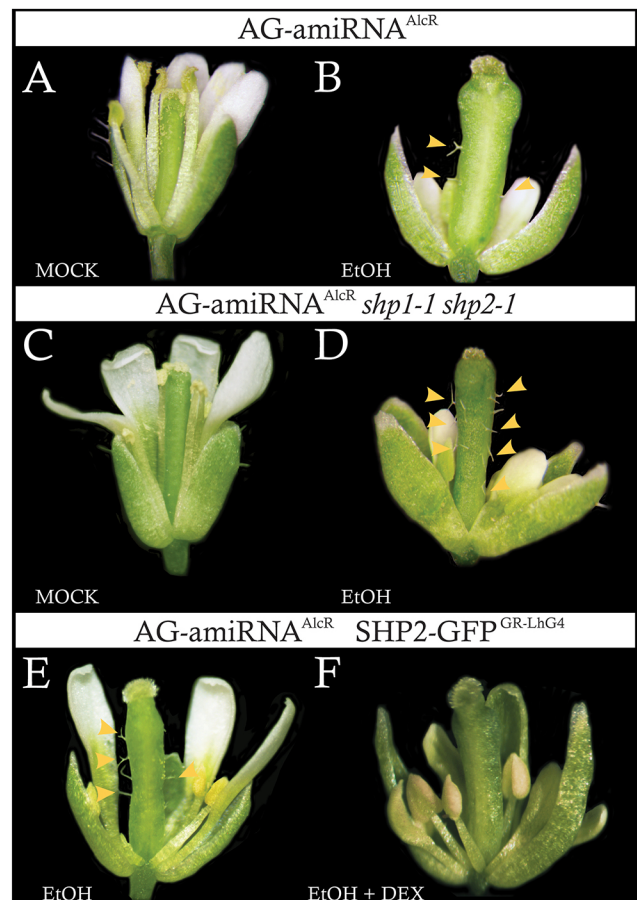 AG-amiRNA^AlcR
A
B
MOCK
EtOH
AG-amiRNA^AlcR shp1-1 shp2-1
C
D
MOCK
EtOH
AG-amiRNA^AlcR SHP2-GFP^GR-LhG4
E
F
EtOH
EtOH + DEX